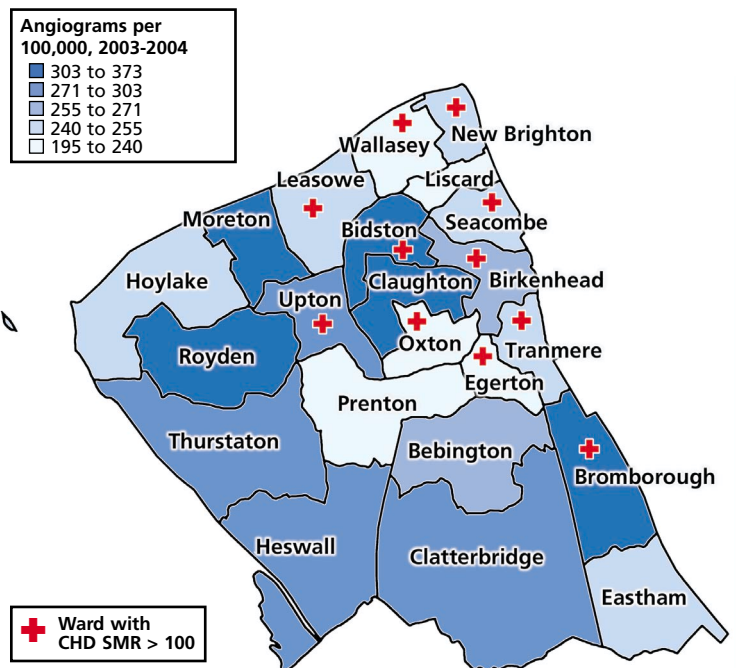 Angiograms per
100,000, 2003-2004
303 to 373
271 to 303
255 to 271
240 to 255
195 to 240
New Brighton
Wallasey
Leasowe
Liscard
Moreton
Seacombe
Bidston
Hoylake
Claughton
Birkenhead
Upton
Oxton
Tranmere
Royden
Egerton
Prenton
Thurstaton
Bebington
Bromborough
Heswall
Clatterbridge
Eastham
Ward with
CHD SMR > 100